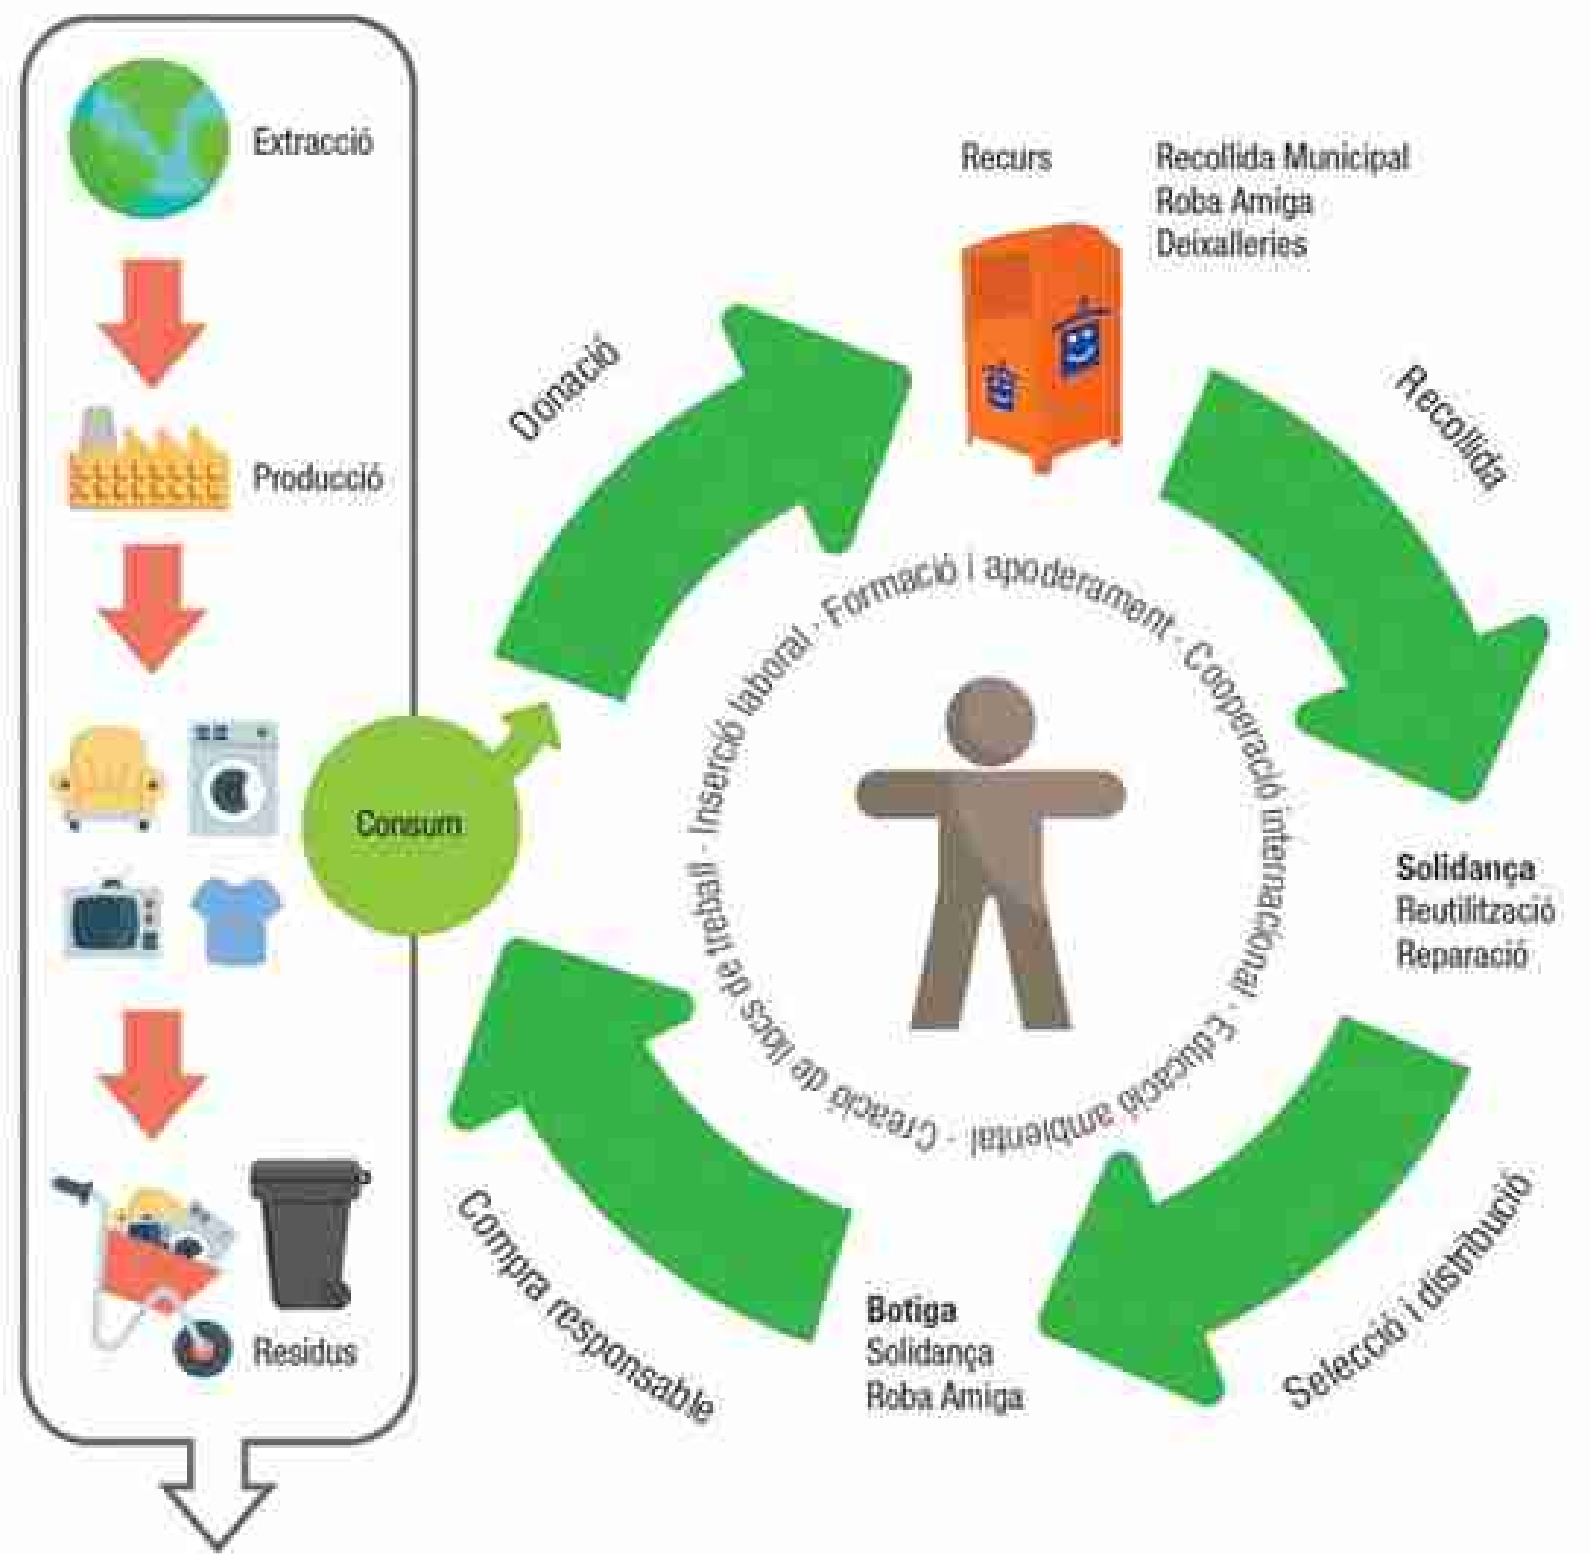 Extracció
Producció
Consum
Residus
Donació
Recurs
Recollida Municipal
Roba Amiga
Deixalleries
Recollida
Solidança
Reutilització
Reparació
Selecció i distribució
Botiga
Solidança
Roba Amiga
Compra responsable
Inserció laboral - Formació i apoderament - Cooperació internacional - Educació ambiental - Creació de llocs de treball -